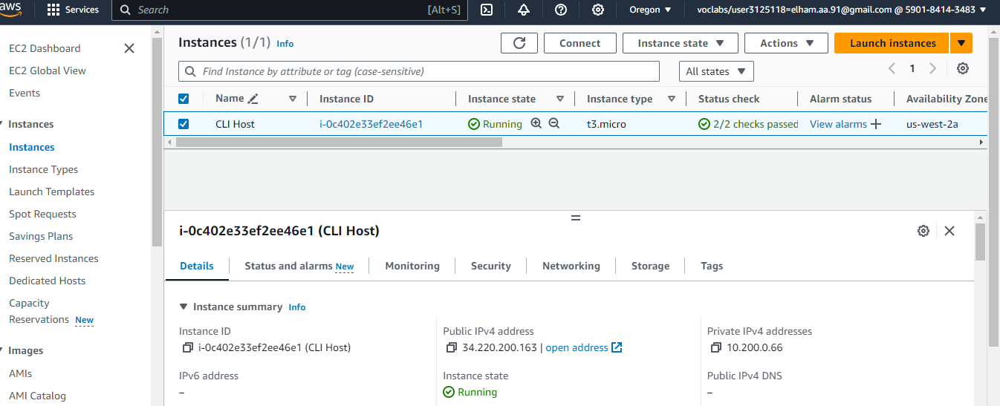 aws
Services
Search [Alt+S]
Oregon
voclabs/user3125118=elham.aa.91@gmail.com @ 5901-8414-3483
EC2 Dashboard
EC2 Global View
Events
Instances
Instances
Instance Types
Launch Templates
Spot Requests
Savings Plans
Reserved Instances
Dedicated Hosts
Capacity
Reservations New
Images
AMIs
AMI Catalog
Instances (1/1) Info
Connect
Instance state
Actions
Launch instances
Find Instance by attribute or tag (case-sensitive)
All states
1
Name Instance ID Instance state Instance type Status check Alarm status Availability Zone
CLI Host i-0c402e33ef2ee46e1 Running t3.micro 2/2 checks passed View alarms us-west-2a
i-0c402e33ef2ee46e1 (CLI Host)
Details Status and alarms New Monitoring Security Networking Storage Tags
Instance summary Info
Instance ID
i-0c402e33ef2ee46e1 (CLI Host)
Public IPv4 address
34.220.200.163 | open address
Private IPv4 addresses
10.200.0.66
IPv6 address
–
Instance state
Running
Public IPv4 DNS
–